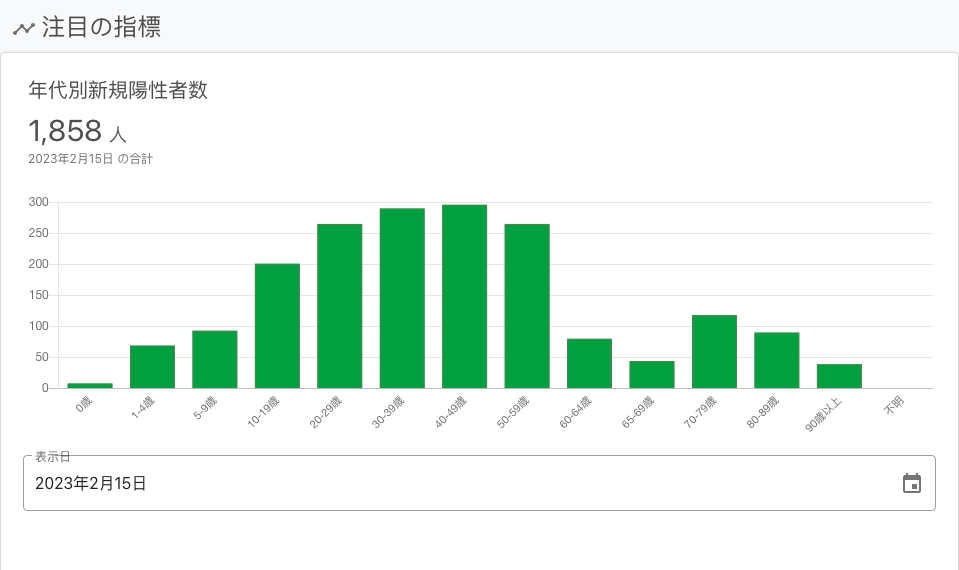 注目の指標
年代別新規陽性者数
1,858 人
2023年2月15日 の合計
300
250
200
150
100
50
0
0歳
1-4歳
5-9歳
10-19歳
20-29歳
30-39歳
40-49歳
50-59歳
60-64歳
65-69歳
70-79歳
80-89歳
90歳以上
不明
表示日
2023年2月15日